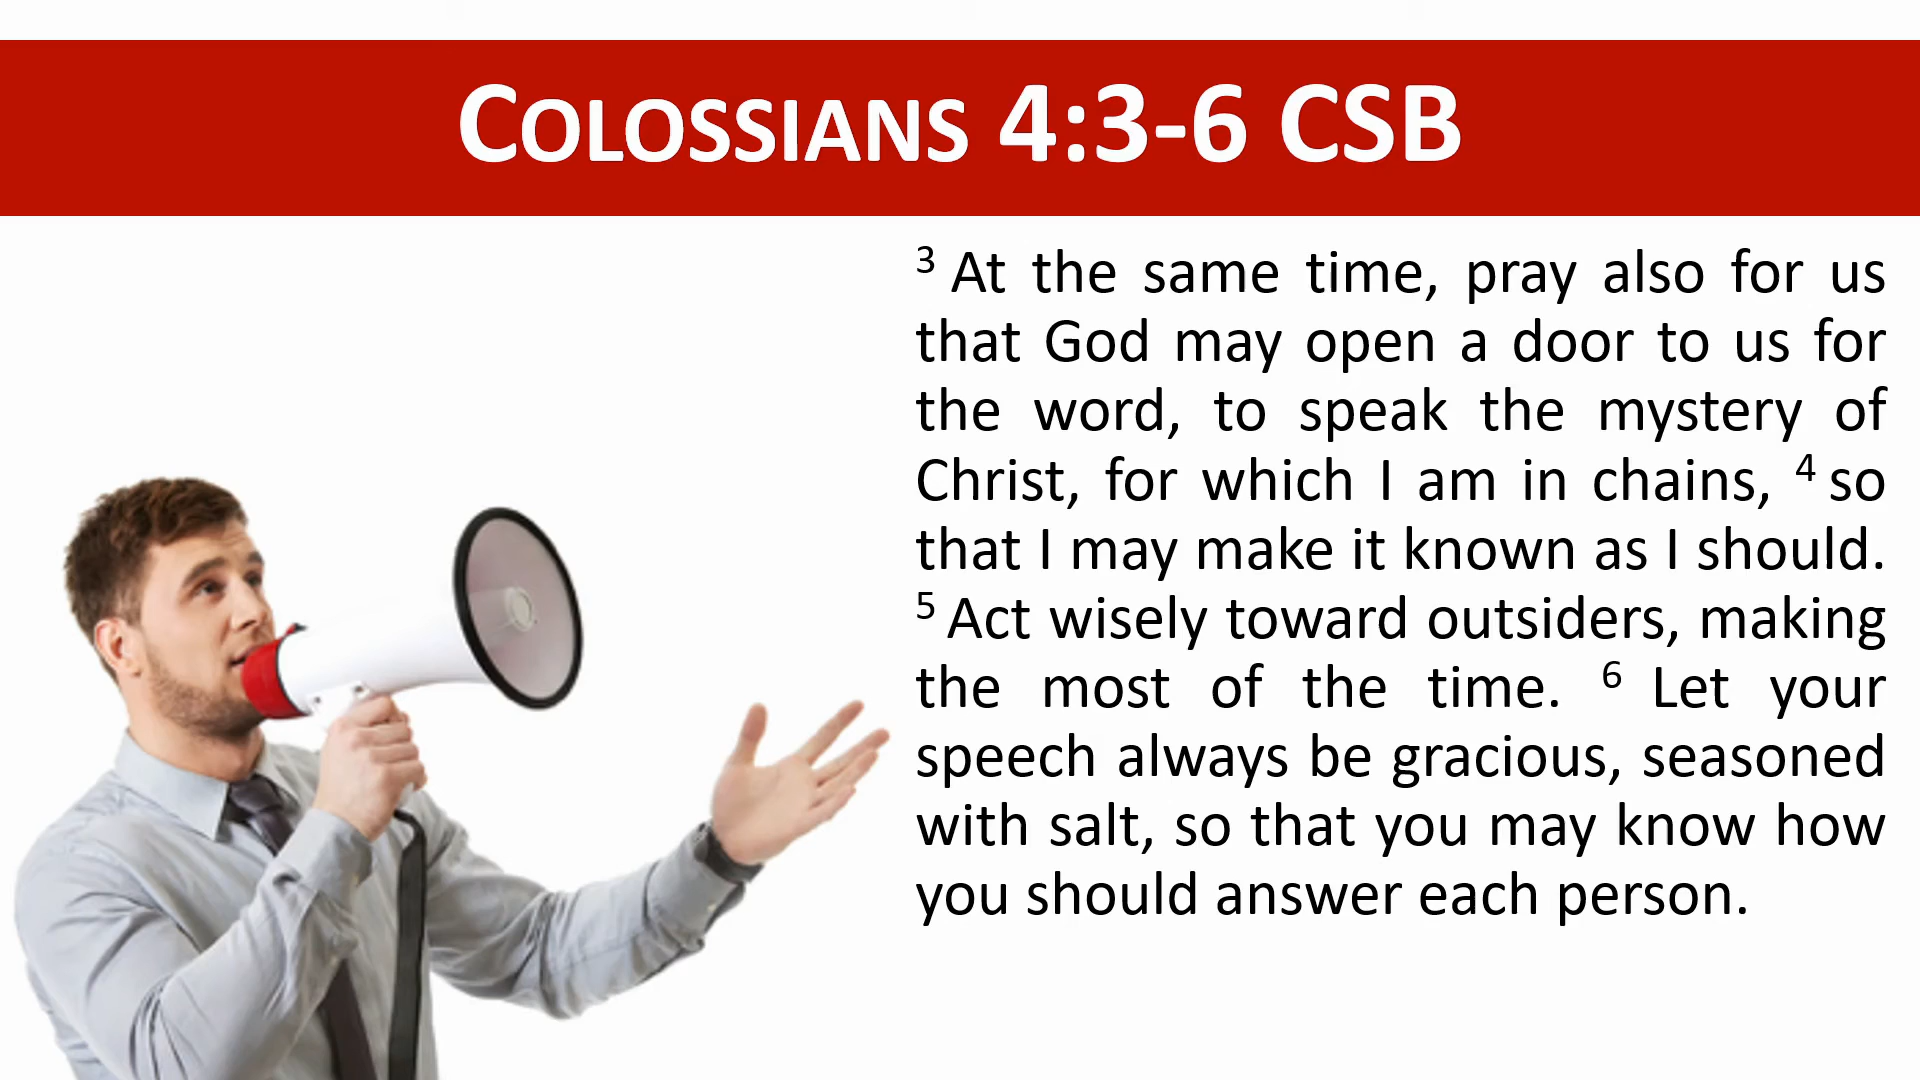 COLOSSIANS 4:3-6 CSB
3 At the same time, pray also for us
that God may open a door to us for
the word, to speak the mystery of
Christ, for which I am in chains, 4 so
that I may make it known as I should.
5 Act wisely toward outsiders, making
the most of the time. 6 Let your
speech always be gracious, seasoned
with salt, so that you may know how
you should answer each person.